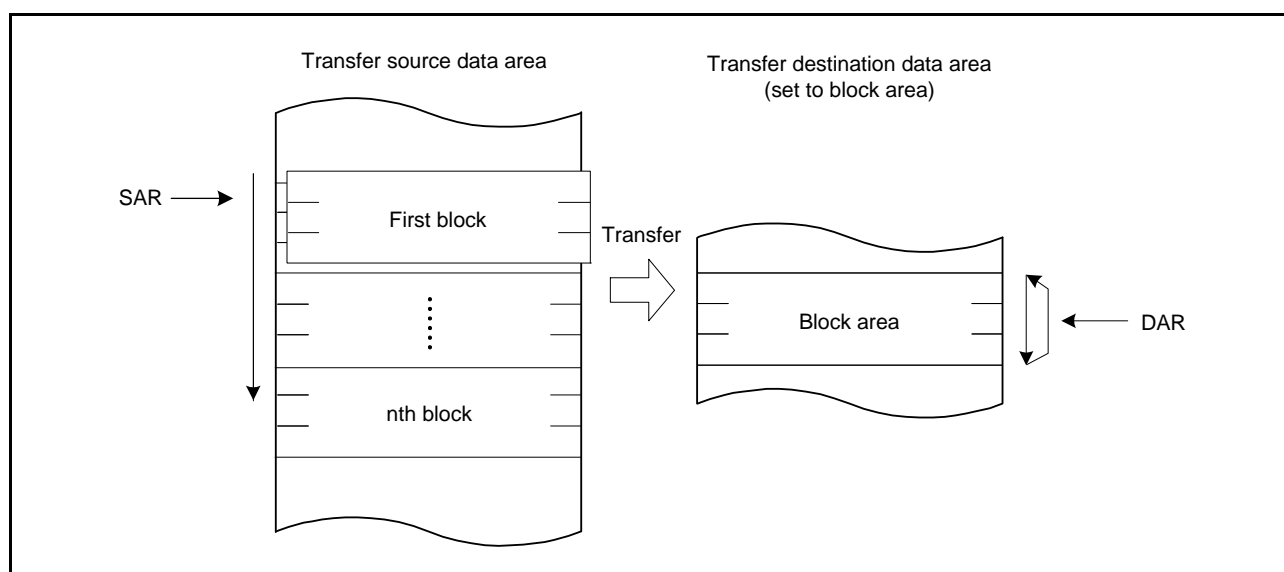 Transfer source data area
Transfer destination data area
(set to block area)
SAR
First block
Transfer
Block area
DAR
nth block